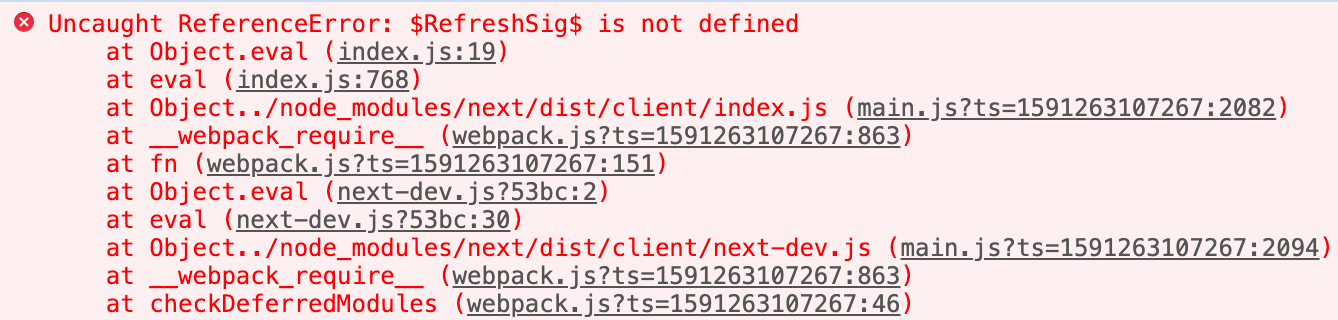 Uncaught ReferenceError: $RefreshSig$ is not defined
at Object.eval (index.js:19)
at eval (index.js:768)
at Object../node_modules/next/dist/client/index.js (main.js?ts=1591263107267:2082)
at __webpack_require__ (webpack.js?ts=1591263107267:863)
at fn (webpack.js?ts=1591263107267:151)
at Object.eval (next-dev.js?53bc:2)
at eval (next-dev.js?53bc:30)
at Object../node_modules/next/dist/client/next-dev.js (main.js?ts=1591263107267:2094)
at __webpack_require__ (webpack.js?ts=1591263107267:863)
at checkDeferredModules (webpack.js?ts=1591263107267:46)